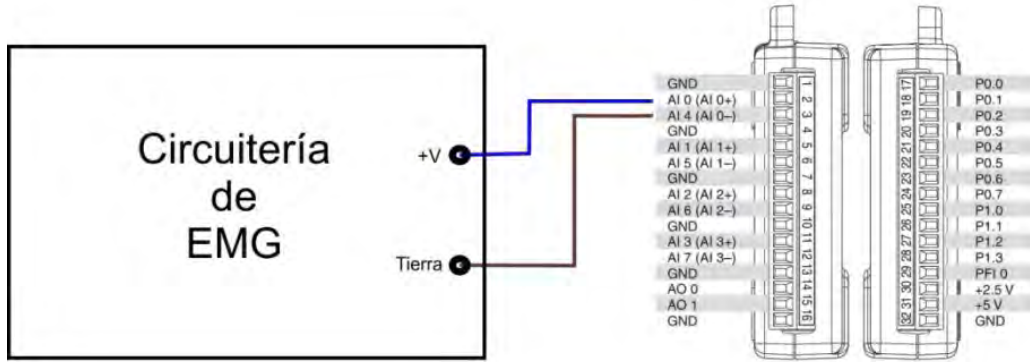 Circuitería
de
EMG
+V
Tierra
GND
AI 0 (AI 0+)
AI 4 (AI 0–)
GND
AI 1 (AI 1+)
AI 5 (AI 1–)
GND
AI 2 (AI 2+)
AI 6 (AI 2–)
GND
AI 3 (AI 3+)
AI 7 (AI 3–)
GND
AO 0
AO 1
GND
1
2
3
4
5
6
7
8
9
10
11
12
13
14
15
16
17
18
19
20
21
22
23
24
25
26
27
28
29
30
31
32
P0.0
P0.1
P0.2
P0.3
P0.4
P0.5
P0.6
P0.7
P1.0
P1.1
P1.2
P1.3
PFI 0
+2.5 V
+5 V
GND